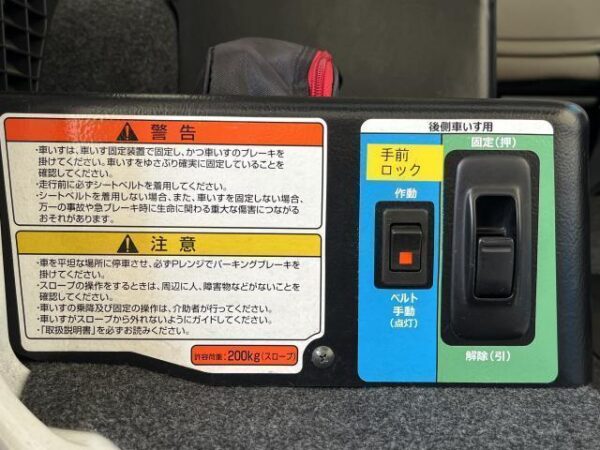 警告
・車いすは、車いす固定装置で固定し、かつ車いすのブレーキを
掛けてください。車いすをゆさぶり確実に固定していることを
確認してください。
・走行前に必ずシートベルトを着用してください。
・シートベルトを着用しない場合、また、車いすを固定しない場合、
万一の事故や急ブレーキ時に生命に関わる重大な傷害につながる
おそれがあります。
注意
・車を平坦な場所に停車させ、必ずPレンジでパーキングブレーキを
掛けてください。
・スロープの操作をするときは、周辺に人、障害物などがないことを
確認してください。
・車いすの乗降及び固定の操作は、介助者が行ってください。
・車いすがスロープから外れないようにガイドしてください。
・「取扱説明書」を必ずお読みください。
許容荷重:200kg(スロープ)
後側車いす用
手前
ロック
作動
ベルト
手動
(点灯)
固定(押)
解除(引)